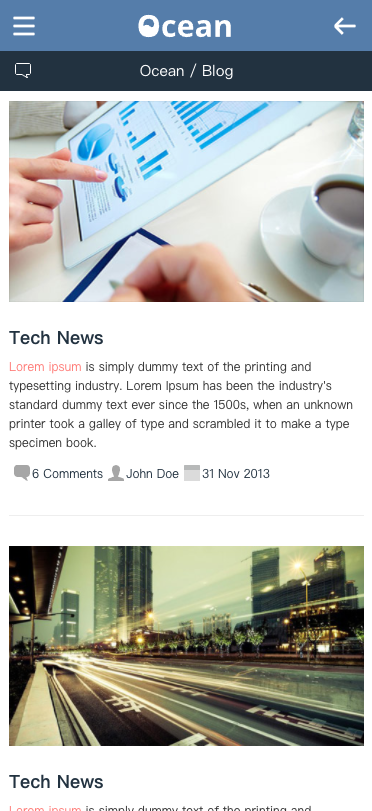 Ocean
Ocean / Blog
Tech News
Lorem ipsum is simply dummy text of the printing and
typesetting industry. Lorem Ipsum has been the industry's
standard dummy text ever since the 1500s, when an unknown
printer took a galley of type and scrambled it to make a type
specimen book.
6 Comments John Doe 31 Nov 2013
Tech News
Lorem ipsum is simply dummy text of the printing and